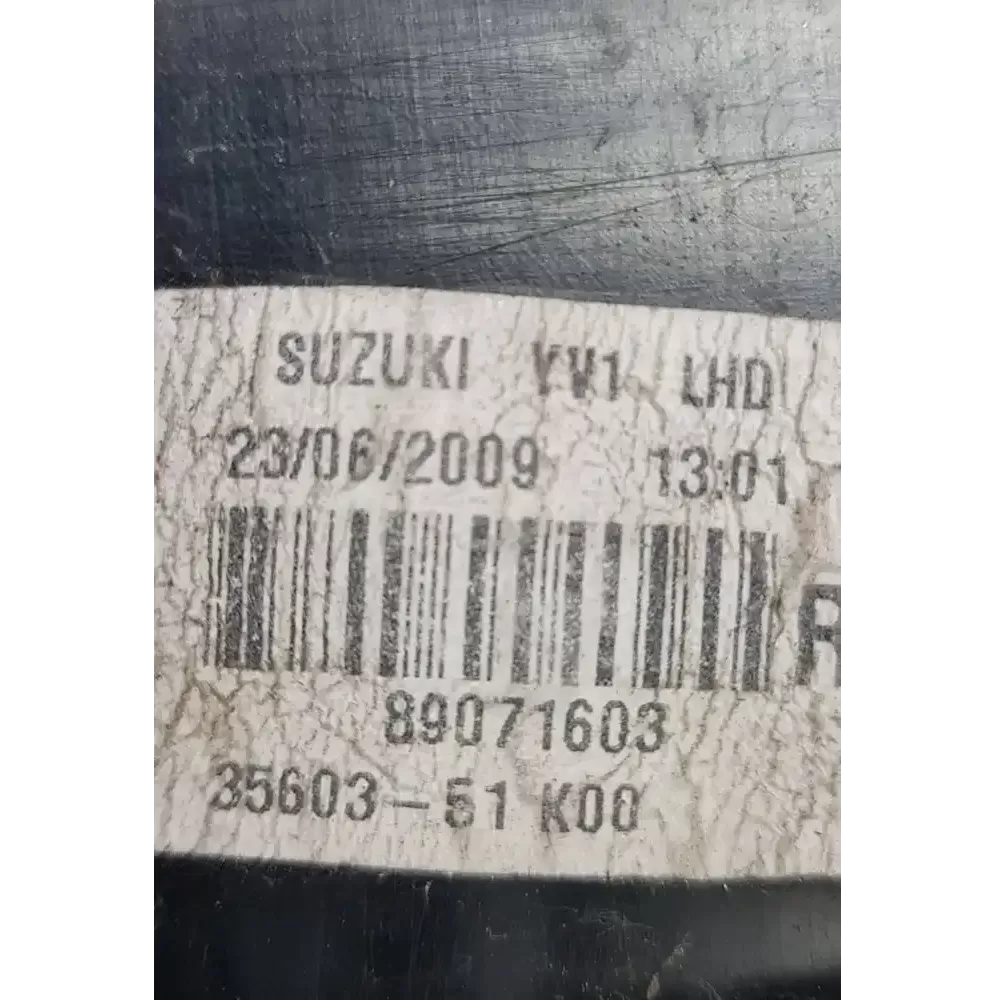 SUZUKI YV1 LHD
23/06/2009 13:01
R
89071603
35603-51K00